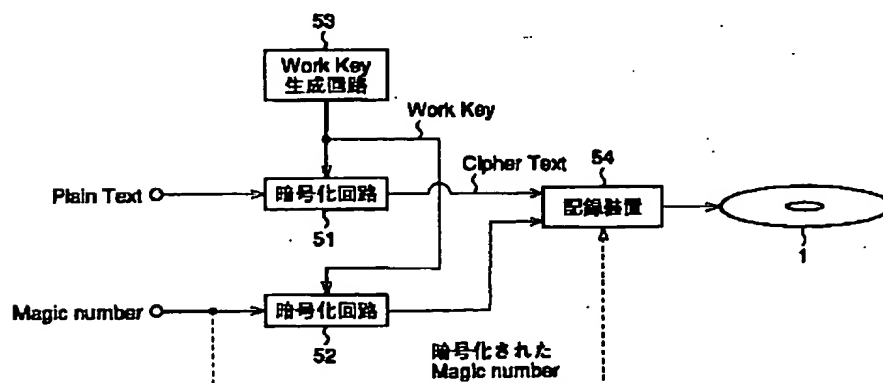 53
Work Key
生成回路
Work Key
Cipher Text
54
Plain Text
暗号化回路
記録装置
51
1
Magic number
暗号化回路
52
暗号化された
Magic number